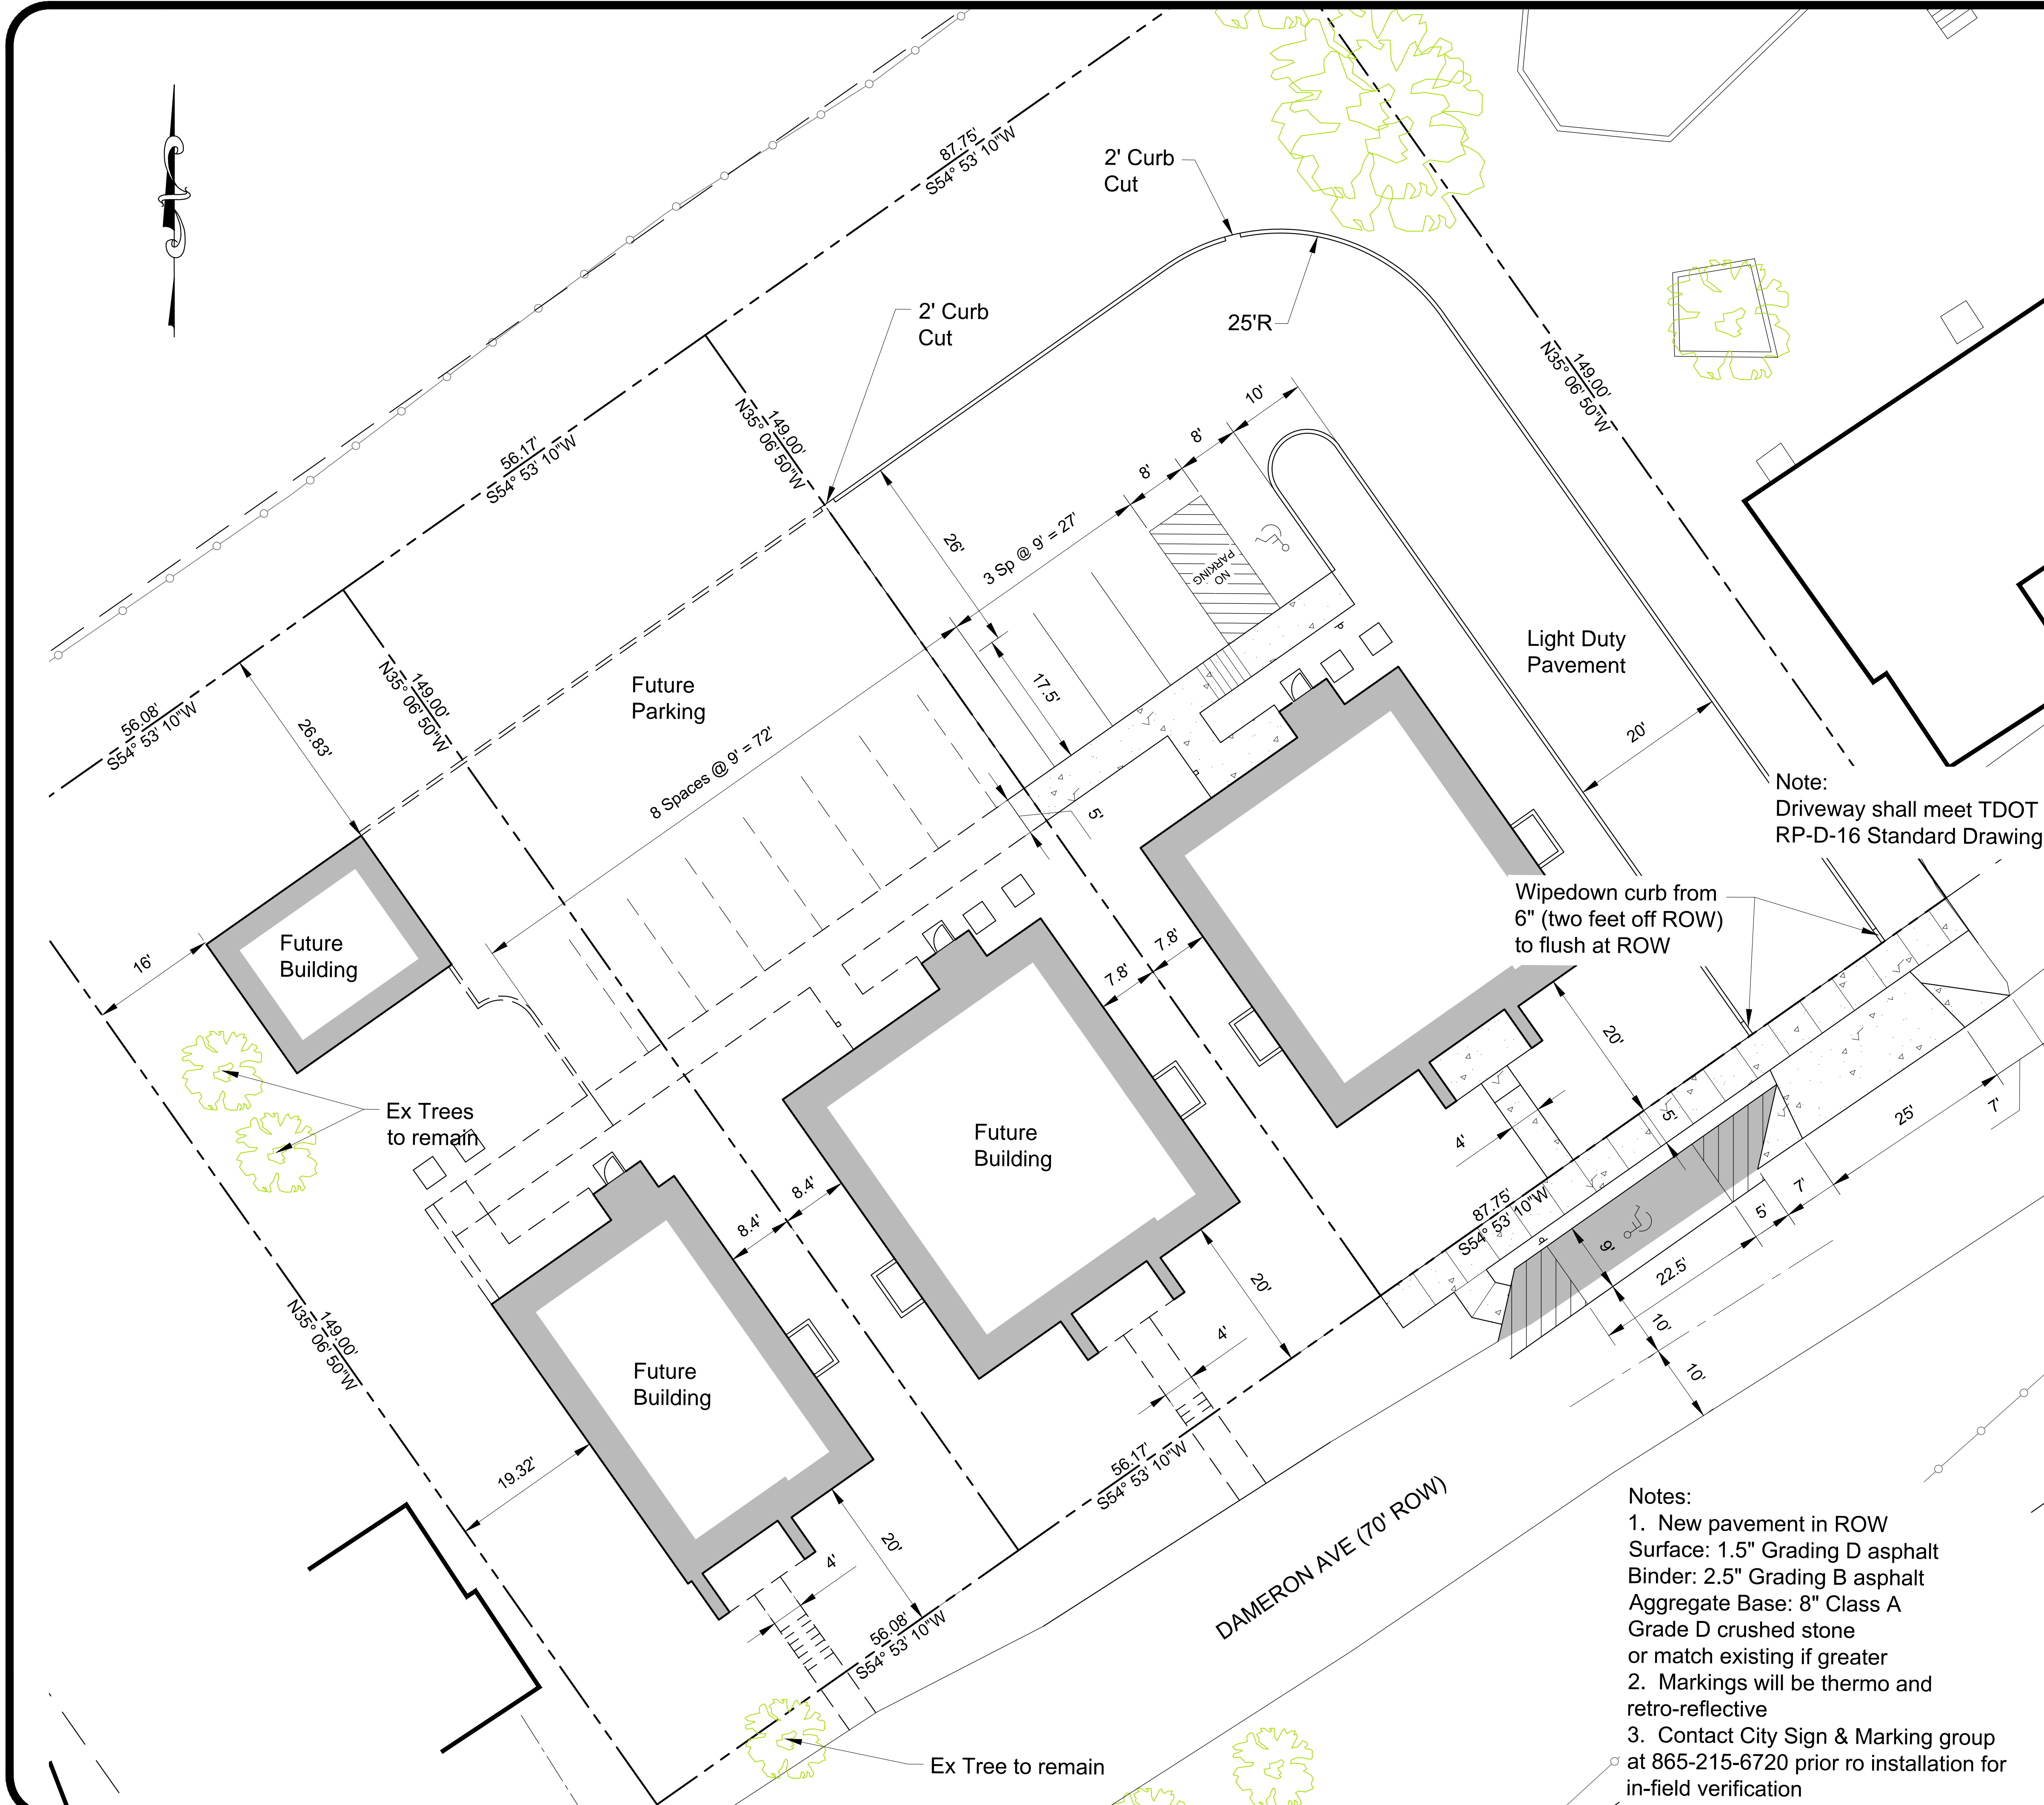 87.75'
S54° 53' 10"W
2' Curb
Cut
2' Curb
Cut
25'R
149.00'
N35° 06' 50"W
149.00'
N35° 06' 50"W
56.17'
S54° 53' 10"W
10'
8'
8'
3 Sp @ 9' = 27'
26'
NO
PARKING
17.5'
Light Duty
Pavement
20'
Future
Parking
149.00'
N35° 06' 50"W
56.08'
S54° 53' 10"W
26.83'
8 Spaces @ 9' = 72'
5'
Note:
Driveway shall meet TDOT
RP-D-16 Standard Drawing
Wipedown curb from
6" (two feet off ROW)
to flush at ROW
Future
Building
16'
7.8'
7.8'
20'
5'
4'
25'
7'
7'
5'
22.5'
9'
10'
10'
87.75'
S54° 53' 10"W
P
P
Ex Trees
to remain
Future
Building
8.4'
8.4'
20'
4'
149.00'
N35° 06' 50"W
Future
Building
19.32'
20'
4'
56.17'
S54° 53' 10"W
56.08'
S54° 53' 10"W
DAMERON AVE (70' ROW)
Ex Tree to remain
Notes:
1. New pavement in ROW
Surface: 1.5" Grading D asphalt
Binder: 2.5" Grading B asphalt
Aggregate Base: 8" Class A
Grade D crushed stone
or match existing if greater
2. Markings will be thermo and
retro-reflective
3. Contact City Sign & Marking group
at 865-215-6720 prior ro installation for
in-field verification